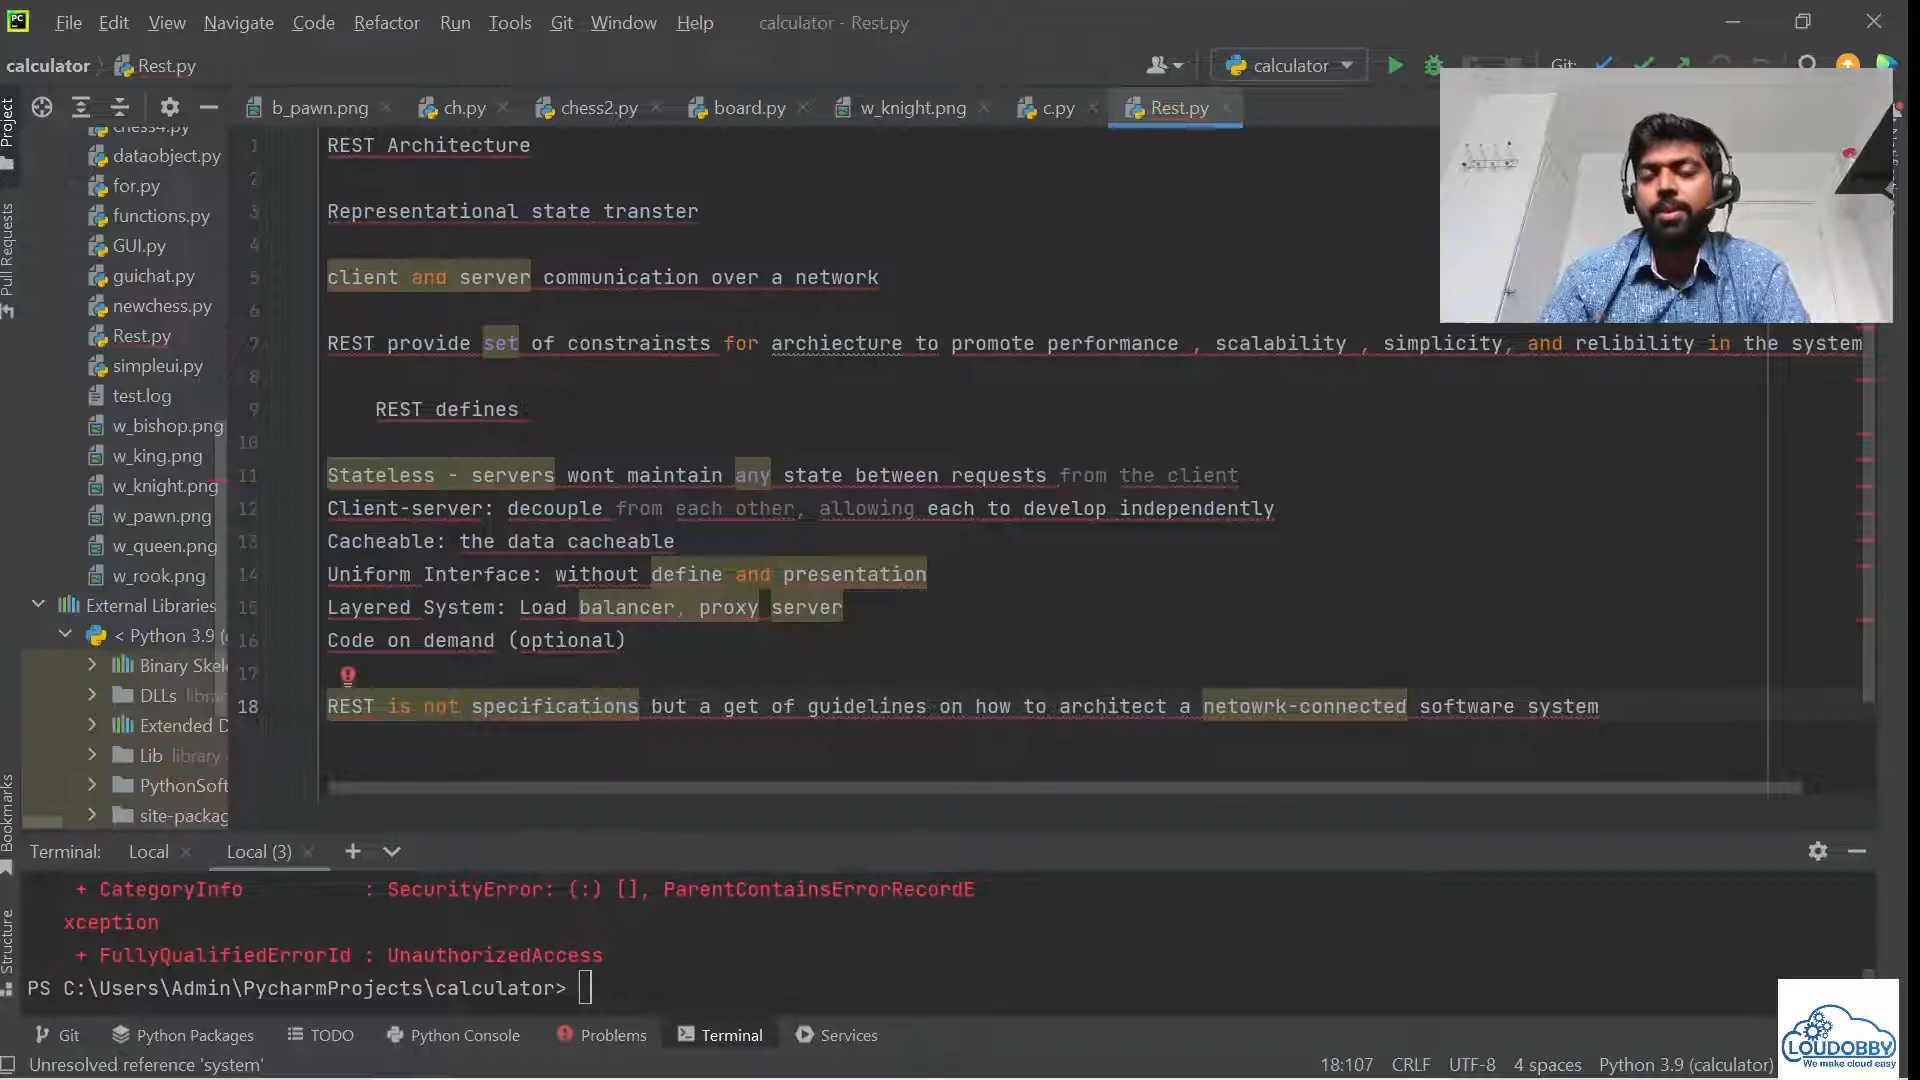 PC File Edit View Navigate Code Refactor Run Tools Git Window Help calculator - Rest.py
calculator Rest.py calculator Git:
b_pawn.png ch.py chess2.py board.py w_knight.png c.py Rest.py
Project
Pull Requests
Bookmarks
Structure
chess4.py
dataobject.py
for.py
functions.py
GUI.py
guichat.py
newchess.py
Rest.py
simpleui.py
test.log
w_bishop.png
w_king.png
w_knight.png
w_pawn.png
w_queen.png
w_rook.png
External Libraries
< Python 3.9 (
Binary Skel
DLLs libra
Extended D
Lib library
PythonSoft
site-packag
1 REST Architecture
2
3 Representational state transter
4
5 client and server communication over a network
6
7 REST provide set of constrainsts for archiecture to promote performance , scalability , simplicity, and relibility in the system
8
9 REST defines
10
11 Stateless - servers wont maintain any state between requests from the client
12 Client-server: decouple from each other, allowing each to develop independently
13 Cacheable: the data cacheable
14 Uniform Interface: without define and presentation
15 Layered System: Load balancer, proxy server
16 Code on demand (optional)
17
18 REST is not specifications but a get of guidelines on how to architect a netowrk-connected software system
Terminal: Local Local (3)
+ CategoryInfo : SecurityError: (:) [], ParentContainsErrorRecordE
xception
+ FullyQualifiedErrorId : UnauthorizedAccess
PS C:\Users\Admin\PycharmProjects\calculator>
Git Python Packages TODO Python Console Problems Terminal Services
Unresolved reference 'system' 18:107 CRLF UTF-8 4 spaces Python 3.9 (calculator)
LOUDOBBY
We make cloud easy